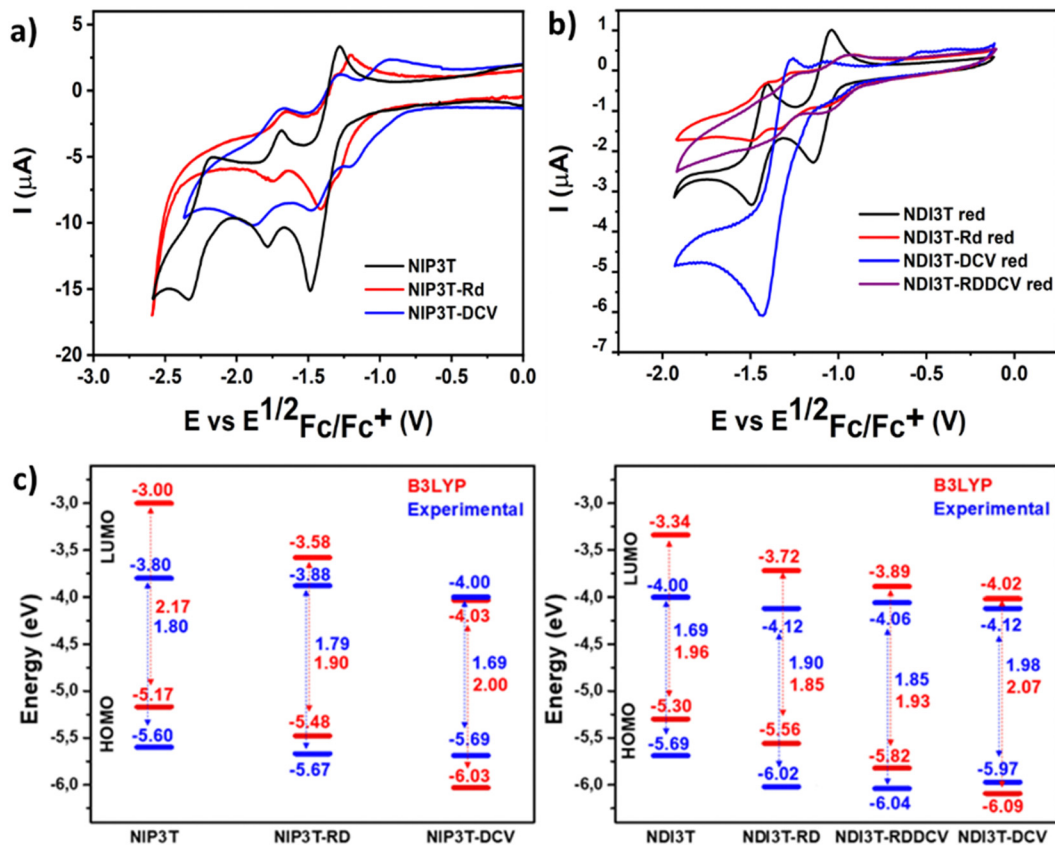 a)
I (μA)
5
0
-5
-10
-15
-20
-3.0
-2.5
-2.0
-1.5
-1.0
-0.5
0.0
NIP3T
NIP3T-Rd
NIP3T-DCV
E vs E1/2Fc/Fc+ (V)
b)
I (μA)
1
0
-1
-2
-3
-4
-5
-6
-7
-2.0
-1.5
-1.0
-0.5
0.0
NDI3T red
NDI3T-Rd red
NDI3T-DCV red
NDI3T-RDDCV red
E vs E1/2Fc/Fc+ (V)
c)
Energy (eV)
-3,0
-3,5
-4,0
-4,5
-5,0
-5,5
-6,0
LUMO
HOMO
B3LYP
Experimental
-3.00
-3.80
2.17
1.80
-5.17
-5.60
-3.58
-3.88
1.79
1.90
-5.48
-5.67
-4.00
-4.03
1.69
2.00
-5.69
-6.03
NIP3T
NIP3T-RD
NIP3T-DCV
Energy (eV)
-3,0
-3,5
-4,0
-4,5
-5,0
-5,5
-6,0
LUMO
HOMO
B3LYP
Experimental
-3.34
-4.00
1.69
1.96
-5.30
-5.69
-3.72
-4.12
1.90
1.85
-5.56
-6.02
-3.89
-4.06
1.85
1.93
-5.82
-6.04
-4.02
-4.12
1.98
2.07
-5.97
-6.09
NDI3T
NDI3T-RD
NDI3T-RDDCV
NDI3T-DCV